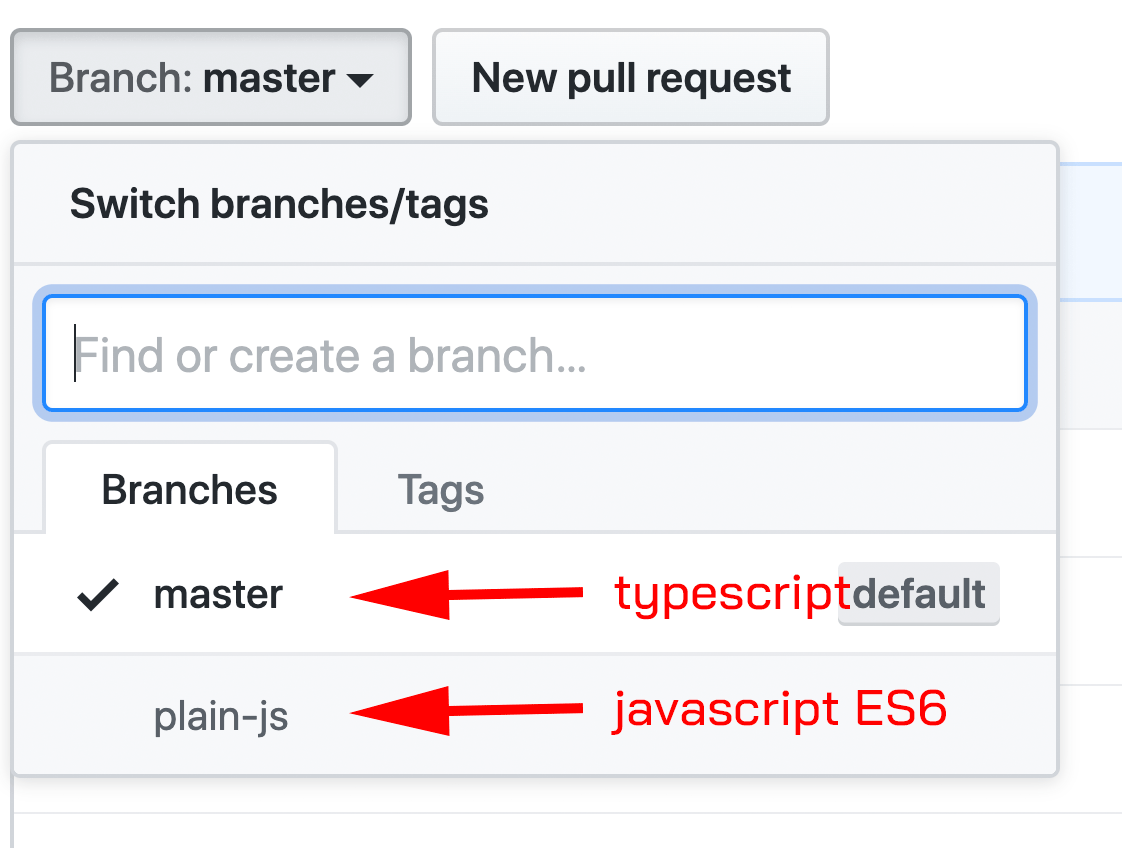 Branch: master New pull request
Switch branches/tags
Find or create a branch...
Branches Tags
master typescript default
plain-js javascript ES6